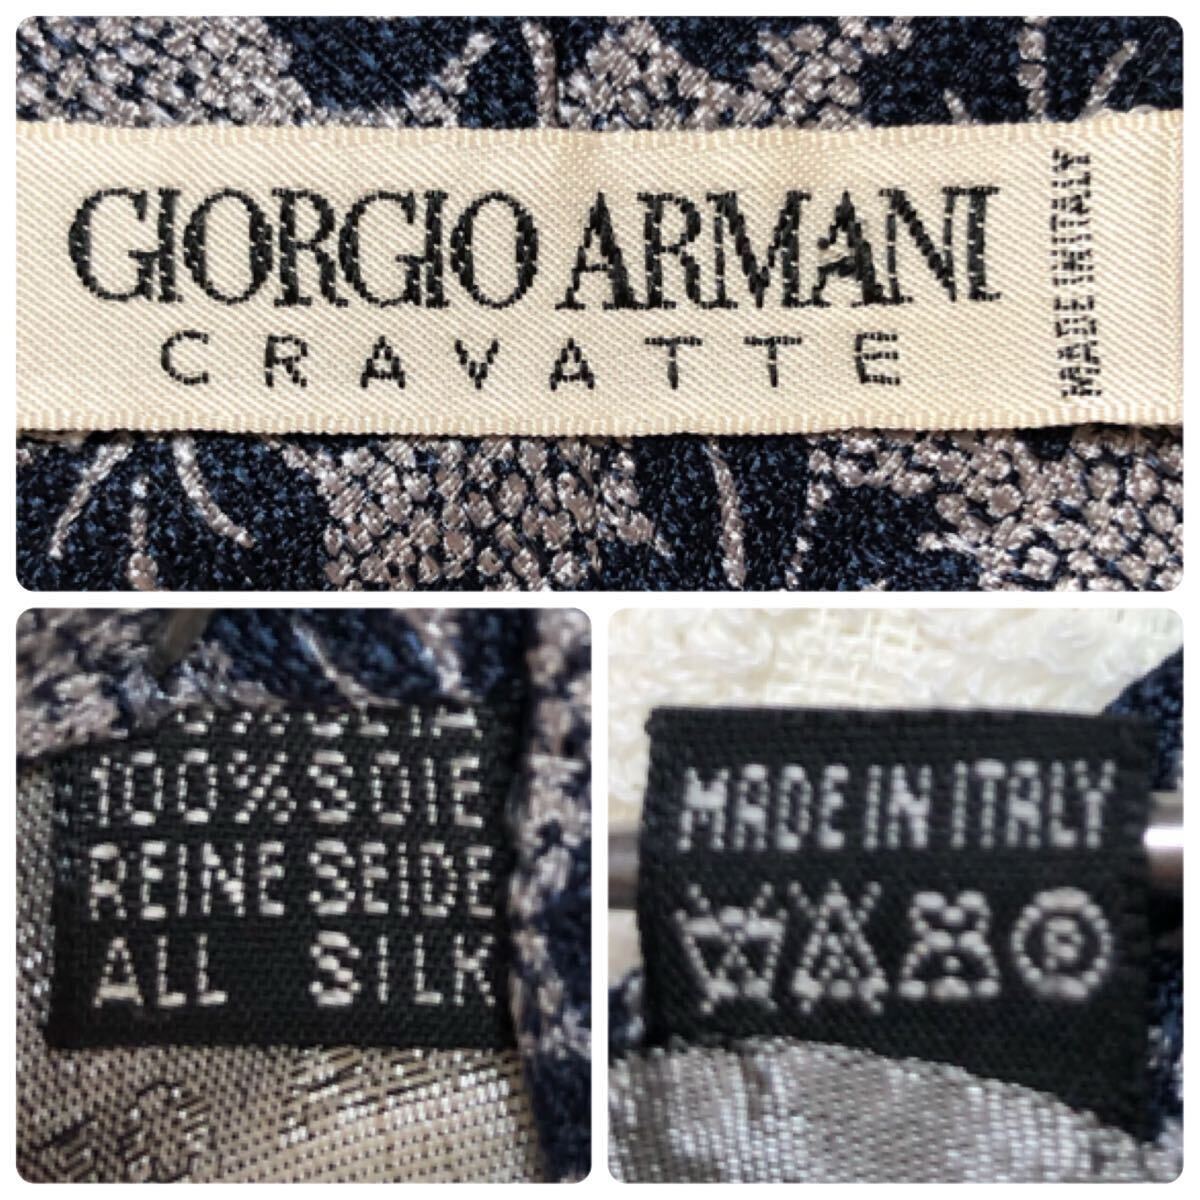 GIORGIO ARMANI
CRAVATTE
MADE IN ITALY
100% SOIE
REINE SEIDE
ALL SILK
MADE IN ITALY